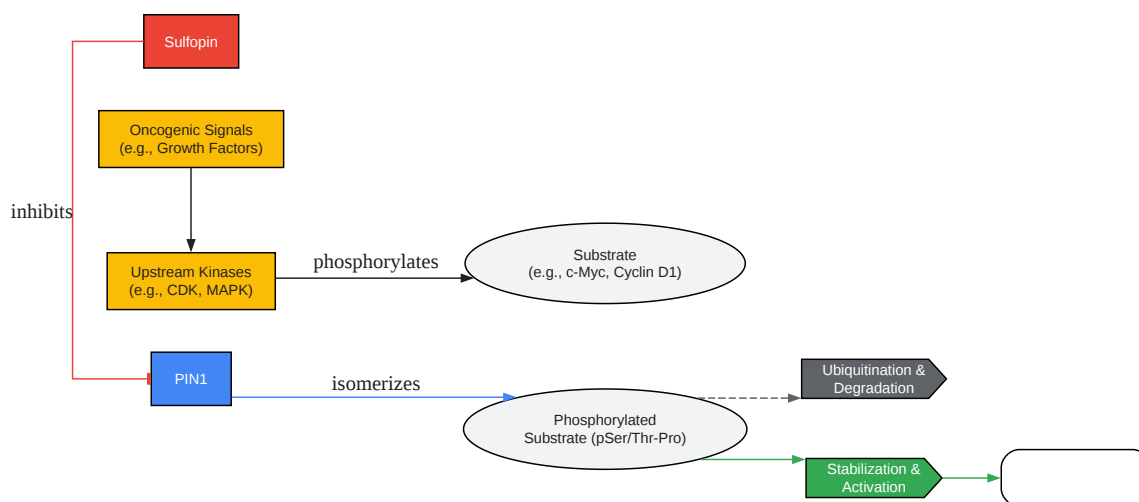 Sulfopin
Oncogenic Signals
(e.g., Growth Factors)
inhibits
Upstream Kinases
(e.g., CDK, MAPK)
phosphorylates
Substrate
(e.g., c-Myc, Cyclin D1)
PIN1
isomerizes
Phosphorylated
Substrate (pSer/Thr-Pro)
Ubiquitination &
Degradation
Stabilization &
Activation